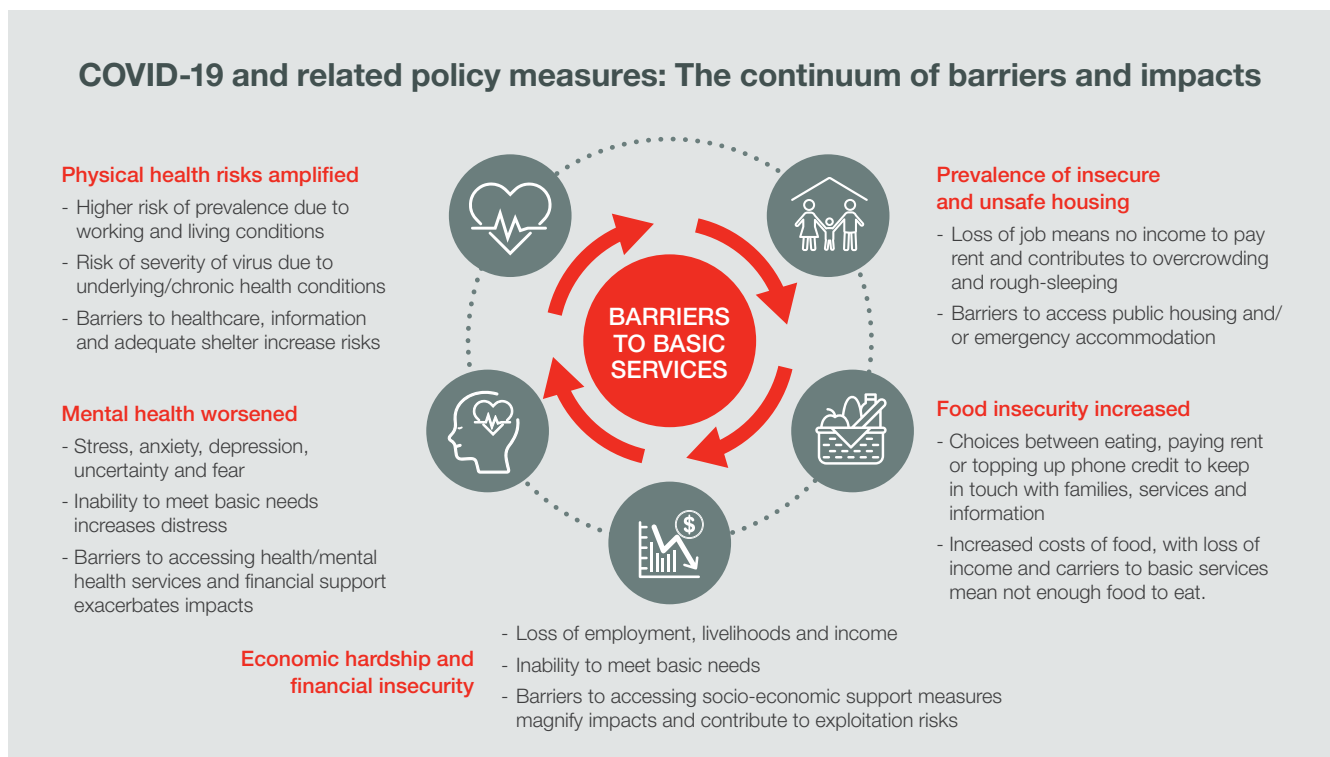 COVID-19 and related policy measures: The continuum of barriers and impacts
Physical health risks amplified
- Higher risk of prevalence due to
working and living conditions
- Risk of severity of virus due to
underlying/chronic health conditions
- Barriers to healthcare, information
and adequate shelter increase risks
Mental health worsened
- Stress, anxiety, depression,
uncertainty and fear
- Inability to meet basic needs
increases distress
- Barriers to accessing health/mental
health services and financial support
exacerbates impacts
BARRIERS
TO BASIC
SERVICES
$
Prevalence of insecure
and unsafe housing
- Loss of job means no income to pay
rent and contributes to overcrowding
and rough-sleeping
- Barriers to access public housing and/
or emergency accommodation
Food insecurity increased
- Choices between eating, paying rent
or topping up phone credit to keep
in touch with families, services and
information
- Increased costs of food, with loss of
income and carriers to basic services
mean not enough food to eat.
Economic hardship and
financial insecurity
- Loss of employment, livelihoods and income
- Inability to meet basic needs
- Barriers to accessing socio-economic support measures
magnify impacts and contribute to exploitation risks